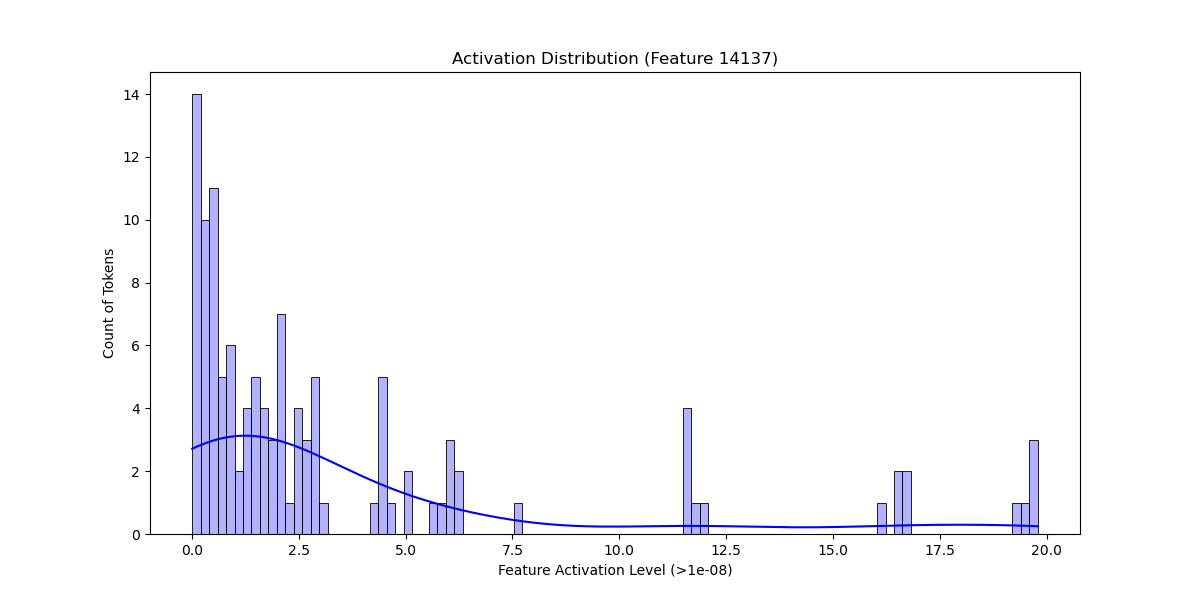 Activation Distribution (Feature 14137)
14
12
10
8
6
4
2
0
Count of Tokens
0.0 2.5 5.0 7.5 10.0 12.5 15.0 17.5 20.0
Feature Activation Level (>1e-08)